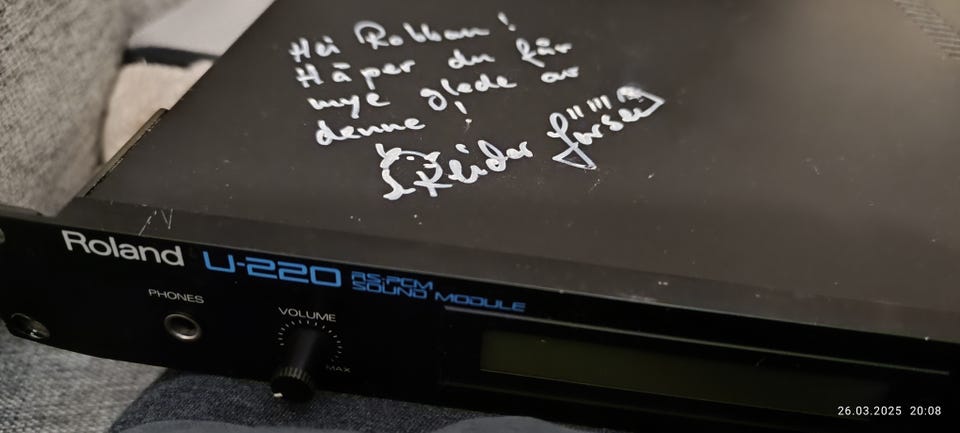 Hei Robban!
Håper du får
mye glede av
denne!
Reidar
Roland U-220 RS-PCM
SOUND MODULE
PHONES
VOLUME
MAX
26.03.2025 20:08